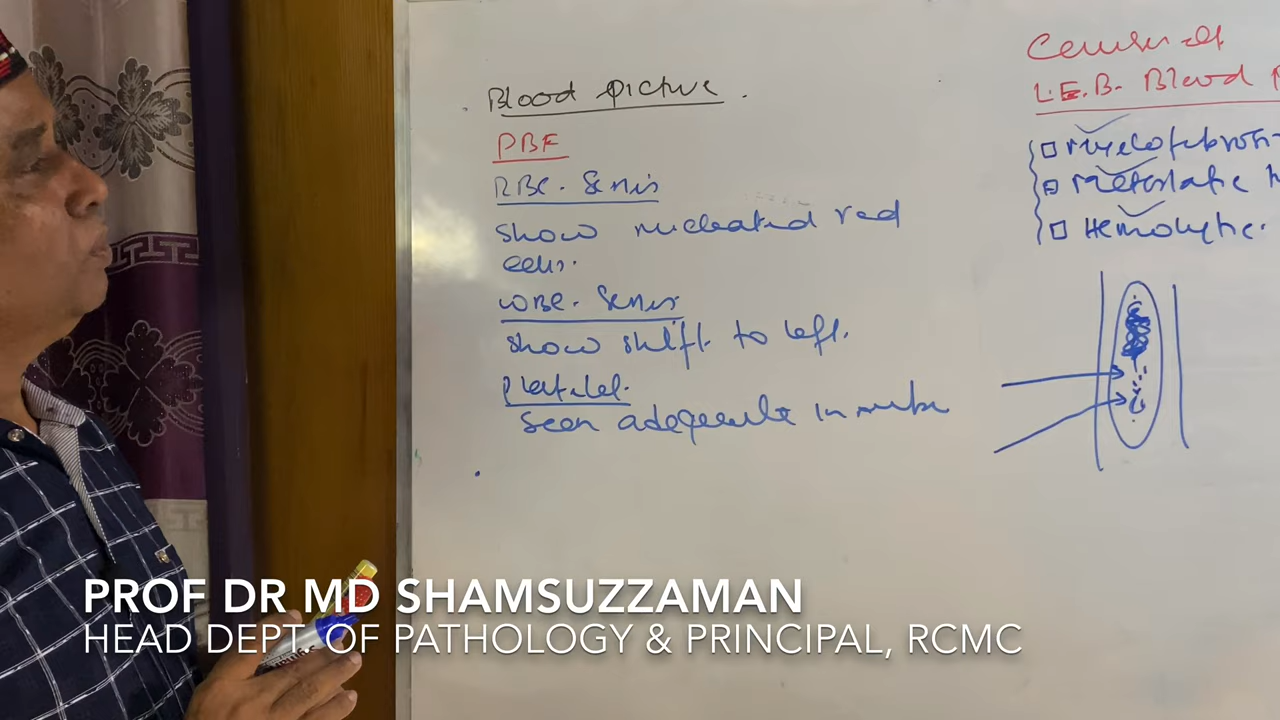 Blood picture
PBF
RBC. Series
show nucleated red
cells.
WBC. Series
show shift to left.
platelet.
seen adequate in number
Causes of
L.E.B. Blood
Myelofibrosi
Metastatic
Hemolytic.
PROF DR MD SHAMSUZZAMAN
HEAD DEPT. OF PATHOLOGY & PRINCIPAL, RCMC